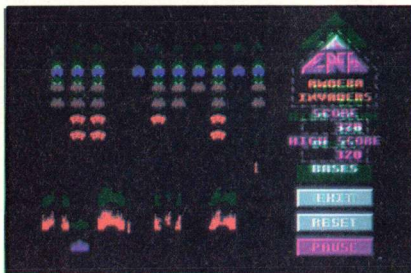 AMOEBA
INVADERS
SCORE
320
HIGH SCORE
320
BASES
EXIT
RESET
PAUSE